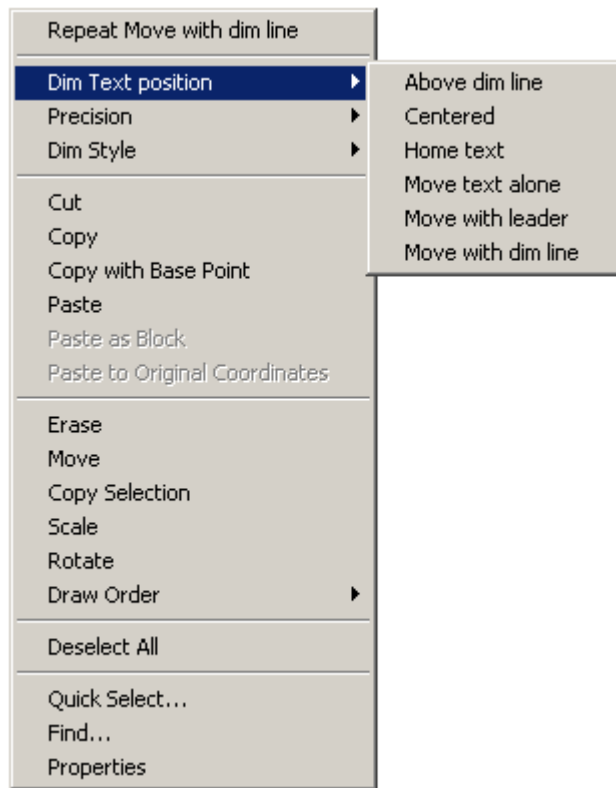 Repeat Move with dim line
Dim Text position
Precision
Dim Style
Cut
Copy
Copy with Base Point
Paste
Paste as Block
Paste to Original Coordinates
Erase
Move
Copy Selection
Scale
Rotate
Draw Order
Deselect All
Quick Select...
Find...
Properties
Above dim line
Centered
Home text
Move text alone
Move with leader
Move with dim line